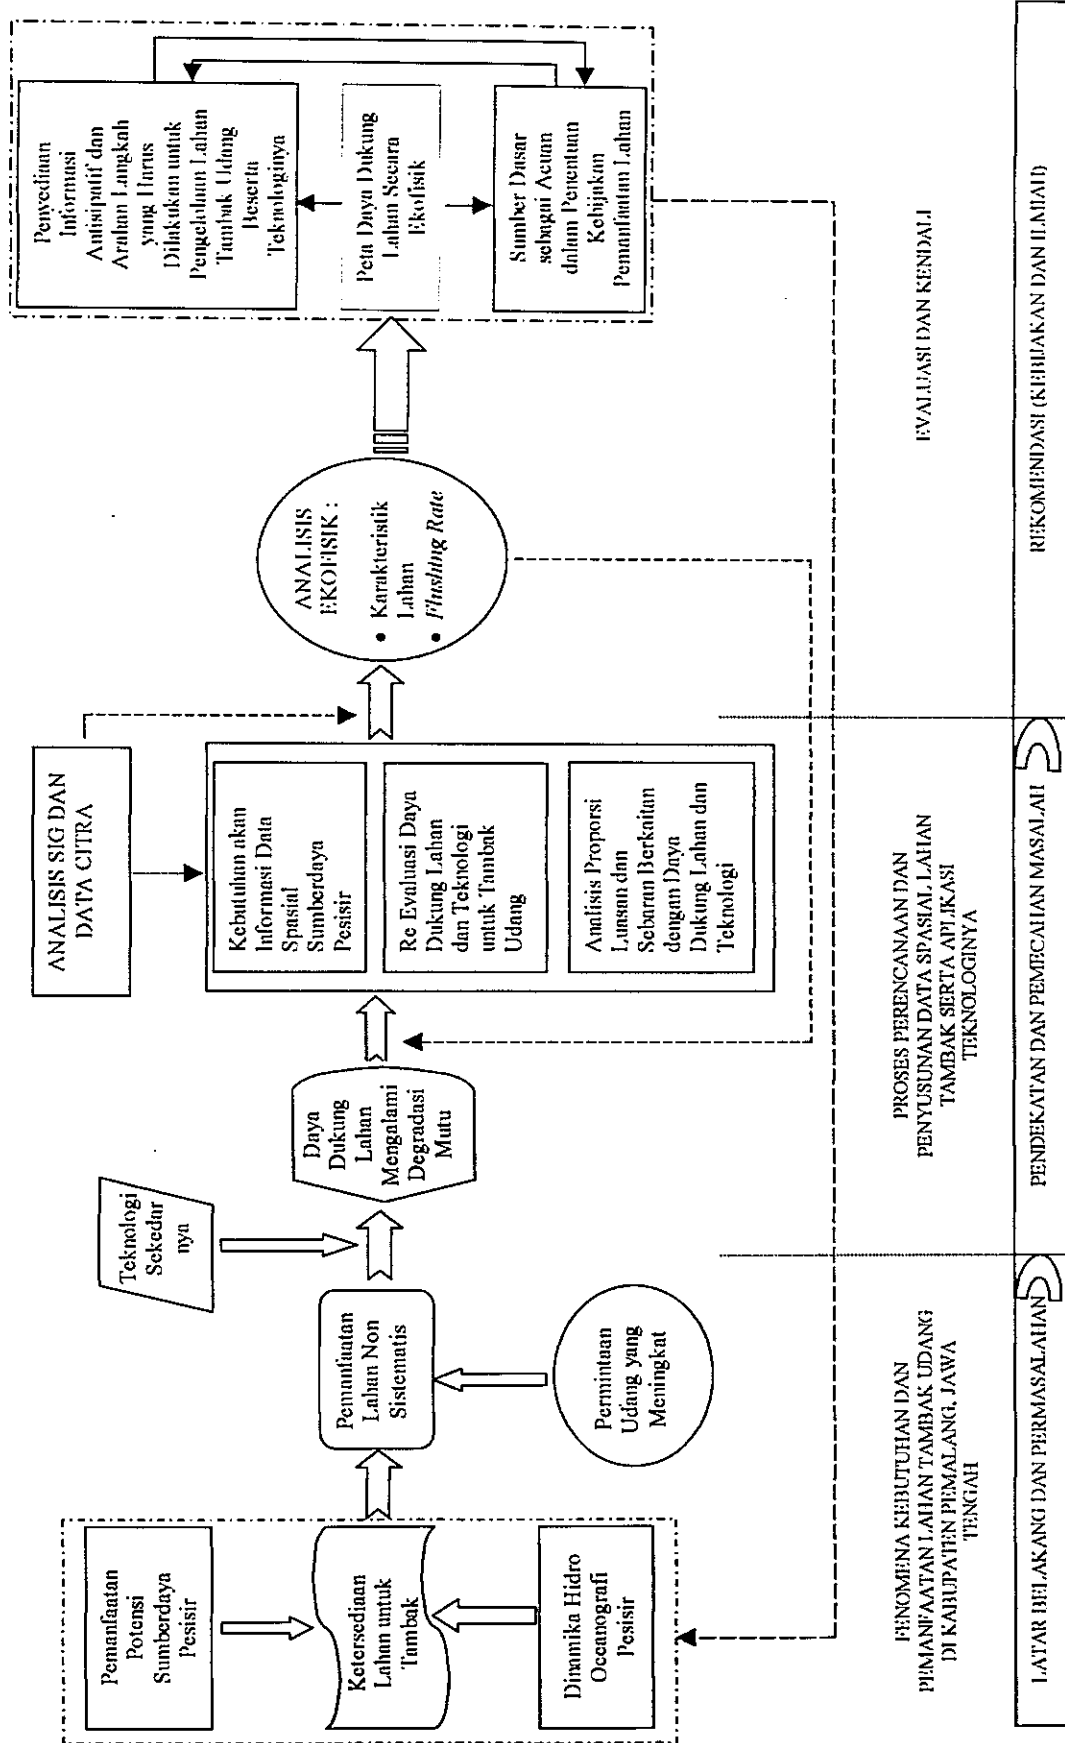 Pemanfaatan
Potensi
Sumberdaya
Pesisir
Ketersediaan
Lahan untuk
Tambak
Dinamika Hidro
Oceanografi
Pesisir
Pemanfaatan
Lahan Non
Sistematis
Permintaan
Udang yang
Meningkat
Teknologi
Sekedar
nya
Daya
Dukung
Lahan
Mengalami
Degradasi
Mutu
ANALISIS SIG DAN
DATA CITRA
Kebutuhan akan
Informasi Data
Spasial
Sumberdaya
Pesisir
Re Evaluasi Daya
Dukung Lahan
dan Teknologi
untuk Tambak
Udang
Analisis Proporsi
Luasan dan
Sebaran Berkaitan
dengan Daya
Dukung Lahan dan
Teknologi
ANALISIS
EKOFISIK :
• Karakteristik
Lahan
• Flushing Rate
Penyediaan
Informasi
Antisipatif dan
Arahan Langkah
yang Harus
Dilakukan untuk
Pengelolaan Lahan
Tambak Udang
Beserta
Teknologinya
Peta Daya Dukung
Lahan Secara
Ekofisik
Sumber Dasar
sebagai Acuan
dalam Penentuan
Kebijakan
Pemanfaatan Lahan
FENOMENA KEBUTUHAN DAN
PEMANFAATAN LAHAN TAMBAK UDANG
DI KABUPATEN PEMALANG, JAWA
TENGAH
PROSES PERENCANAAN DAN
PENYUSUNAN DATA SPASIAL LAHAN
TAMBAK SERTA APLIKASI
TEKNOLOGINYA
EVALUASI DAN KENDALI
LATAR BELAKANG DAN PERMASALAHAN
PENDEKATAN DAN PEMECAHAN MASALAH
REKOMENDASI (KEBIJAKAN DAN ILMIAH)